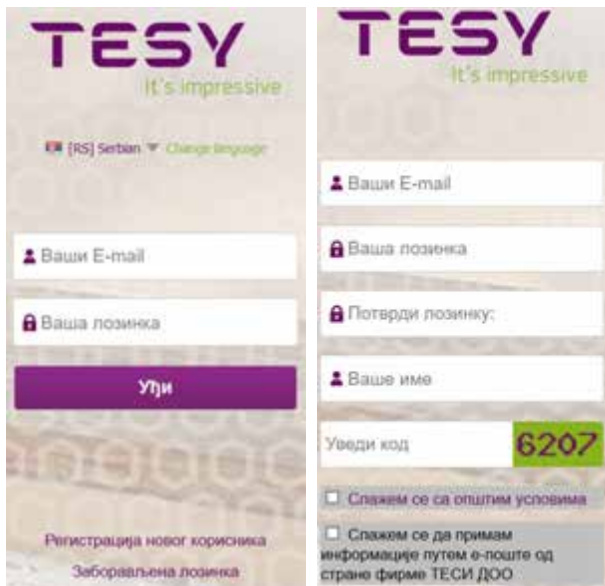 TESY
It's impressive
[RS] Serbian Change language
Ваши E-mail
Ваша лозинка
Уђи
Регистрација новог корисника
Заборављена лозинка
TESY
It's impressive
Ваши E-mail
Ваша лозинка
Потврди лозинку:
Ваше име
Уведи код 6207
Слажем се са општим условима
Слажем се да примам
информације путем е-поште од
стране фирме ТЕСИ ДОО